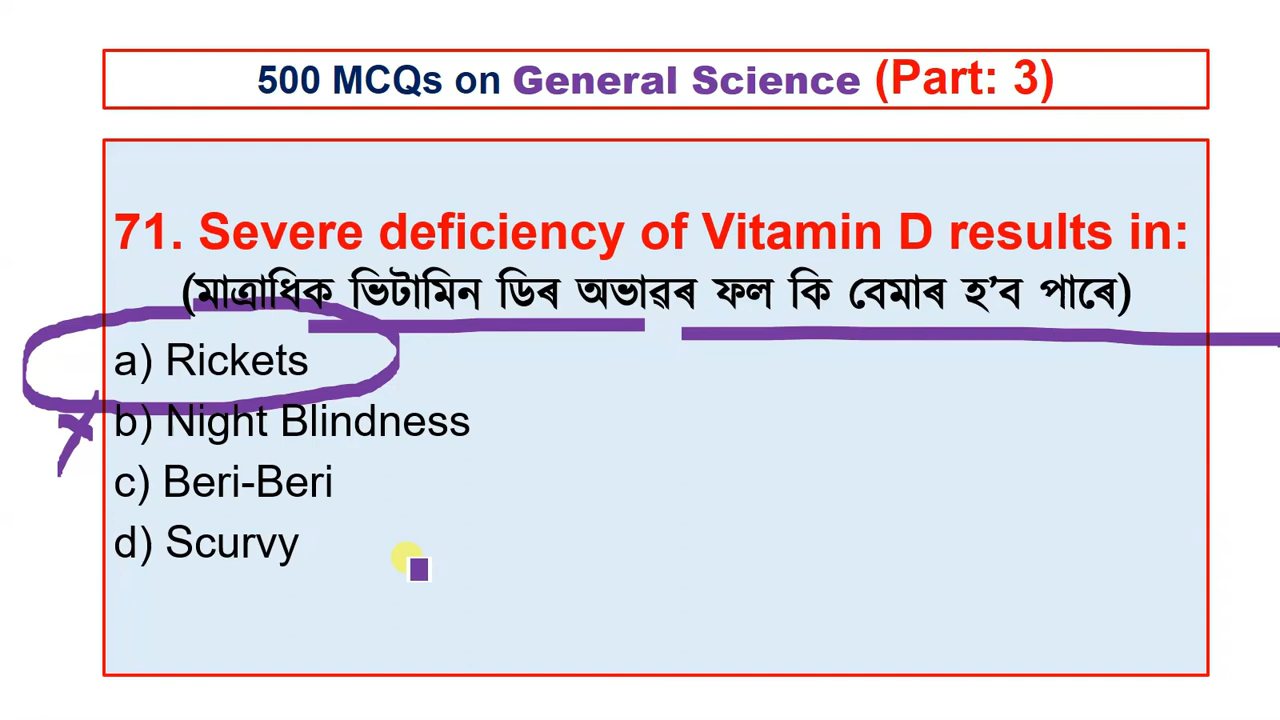 500 MCQs on General Science (Part: 3)
71. Severe deficiency of Vitamin D results in:
(মাত্ৰাধিক ভিটামিন ডিৰ অভাৱৰ ফল কি বেমাৰ হ’ব পাৰে)
a) Rickets
b) Night Blindness
c) Beri-Beri
d) Scurvy